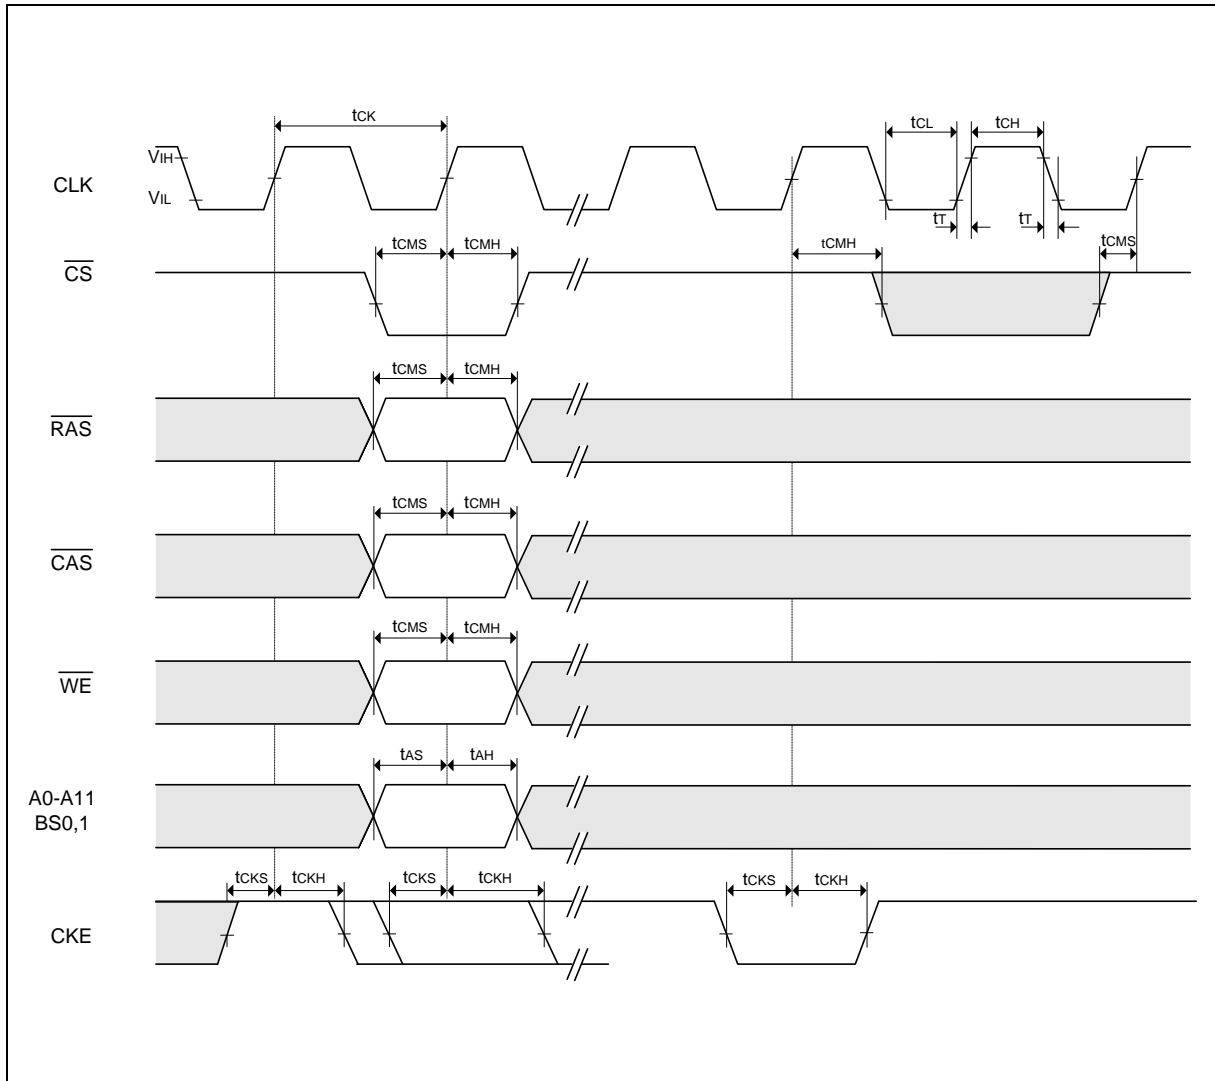 tCK
tCL
tCH
VIH
CLK
VIL
tT
tT
tCMS
tCMH
tCMH
tCMS
CS
tCMS
tCMH
RAS
tCMS
tCMH
CAS
tCMS
tCMH
WE
tAS
tAH
A0-A11
BS0,1
tCKS
tCKH
tCKS
tCKH
tCKS
tCKH
CKE